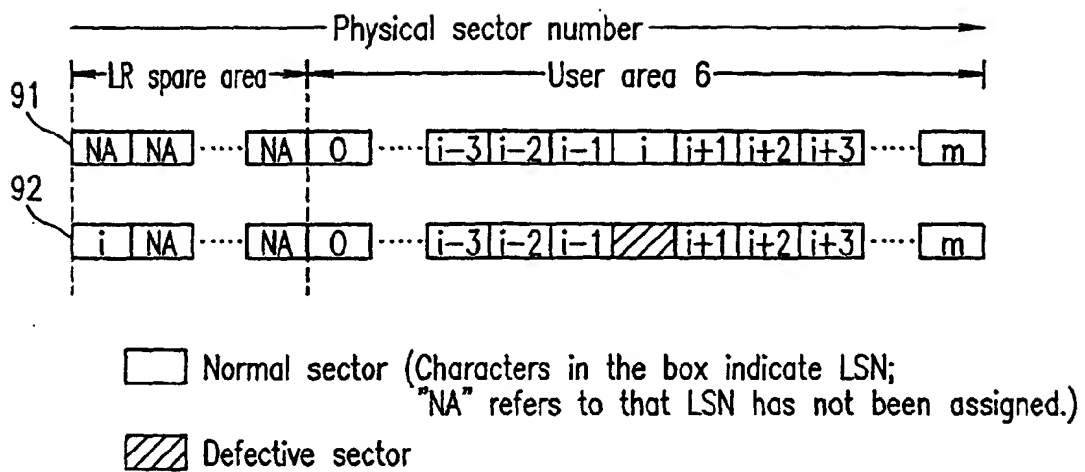 Physical sector number
LR spare area User area 6
91
NA NA ····· NA 0 ····· i-3 i-2 i-1 i i+1 i+2 i+3 ····· m
92
i NA ····· NA 0 ····· i-3 i-2 i-1 i+1 i+2 i+3 ····· m
Normal sector (Characters in the box indicate LSN;
"NA" refers to that LSN has not been assigned.)
Defective sector